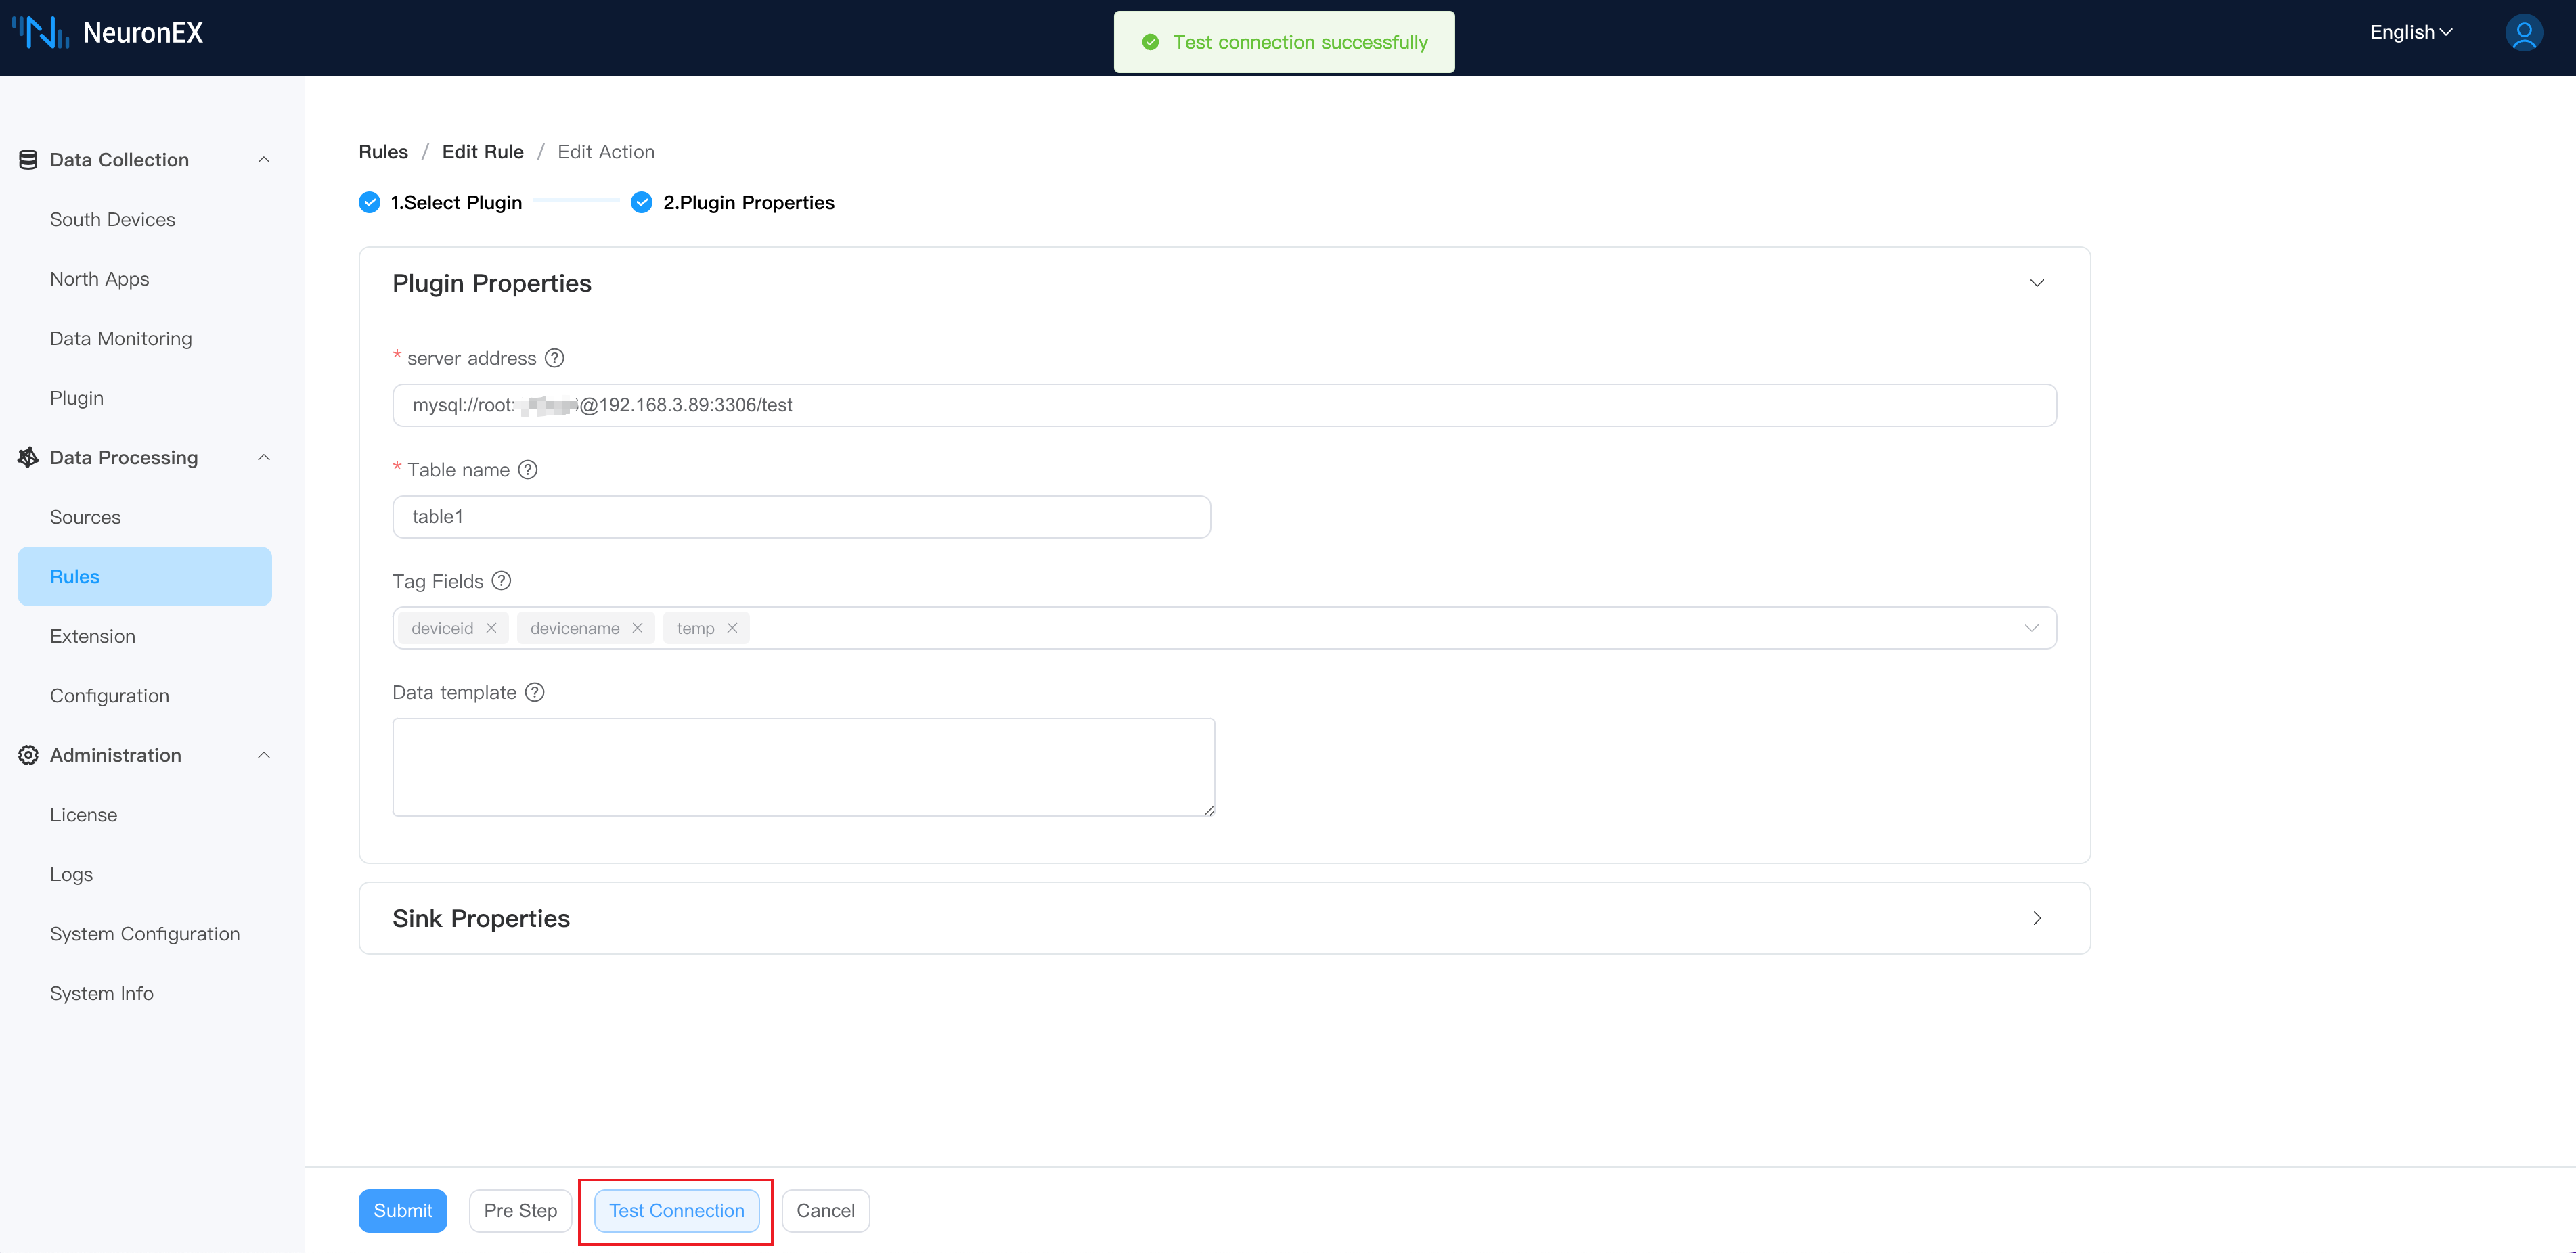 NeuronEX
Test connection successfully
English
Data Collection
South Devices
North Apps
Data Monitoring
Plugin
Data Processing
Sources
Rules
Extension
Configuration
Administration
License
Logs
System Configuration
System Info
Rules / Edit Rule / Edit Action
1.Select Plugin 2.Plugin Properties
Plugin Properties
* server address ?
mysql://root: @192.168.3.89:3306/test
* Table name ?
table1
Tag Fields ?
deviceid devicename temp
Data template ?
Sink Properties
Submit Pre Step Test Connection Cancel